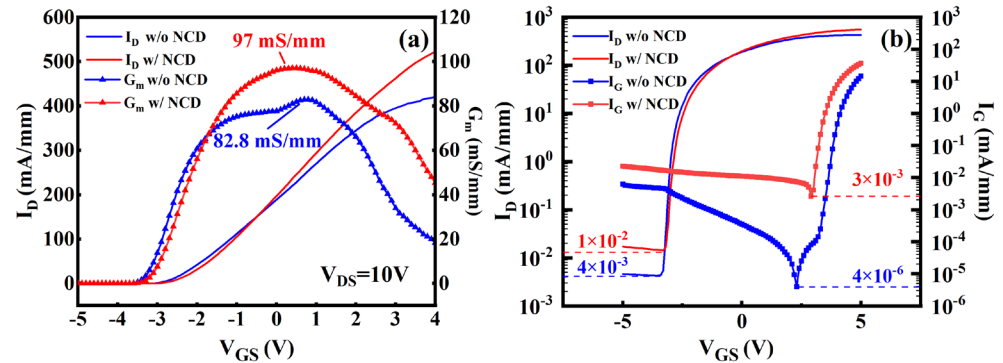 600
500
400
300
200
100
0
I_D (mA/mm)
I_D w/o NCD
I_D w/ NCD
G_m w/o NCD
G_m w/ NCD
(a)
97 mS/mm
82.8 mS/mm
V_DS=10V
-5 -4 -3 -2 -1 0 1 2 3 4
V_GS (V)
120
100
80
60
40
20
0
G_m (mS/mm)
10^3
10^2
10^1
10^0
10^-1
10^-2
10^-3
I_D (mA/mm)
I_D w/o NCD
I_D w/ NCD
I_G w/o NCD
I_G w/ NCD
(b)
3×10^-3
1×10^-2
4×10^-3
4×10^-6
-5 0 5
V_GS (V)
10^3
10^2
10^1
10^0
10^-1
10^-2
10^-3
10^-4
10^-5
10^-6
I_G (mA/mm)